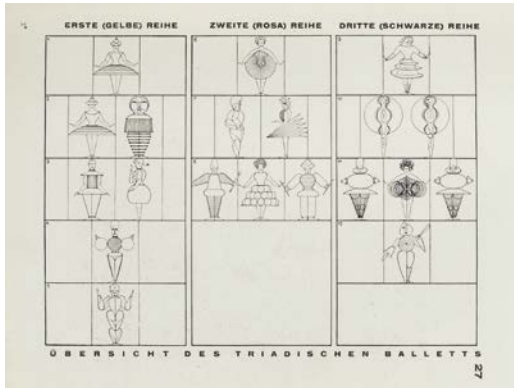 ERSTE (GELBE) REIHE
ZWEITE (ROSA) REIHE
DRITTE (SCHWARZE) REIHE
ÜBERSICHT DES TRIADISCHEN BALLETTS
27